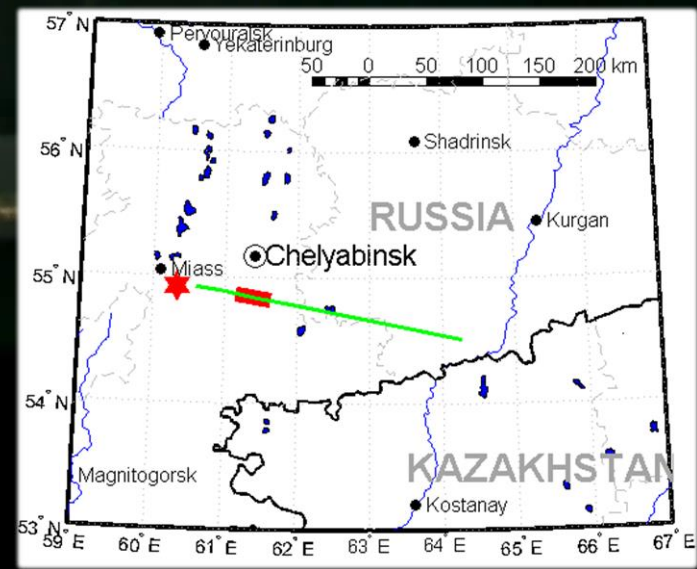 57° N
Pervouralsk
Yekaterinburg
50 0 50 100 150 200 km
56° N
Shadrinsk
RUSSIA
Kurgan
Chelyabinsk
55° N
Miass
54° N
KAZAKHSTAN
Magnitogorsk
Kostanay
53° N
59° E 60° E 61° E 62° E 63° E 64° E 65° E 66° E 67° E